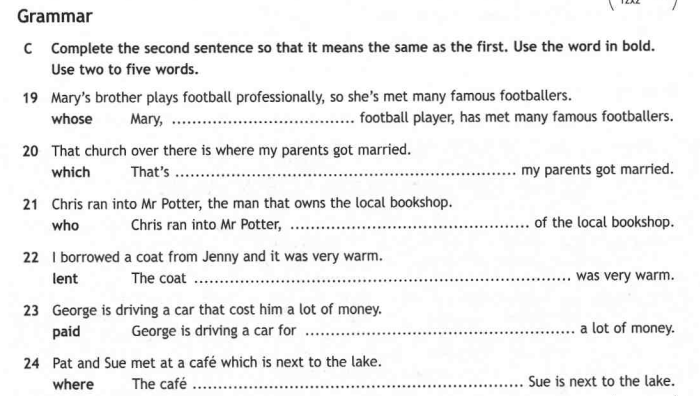 12x2
Grammar
C Complete the second sentence so that it means the same as the first. Use the word in bold.
Use two to five words.
19 Mary's brother plays football professionally, so she's met many famous footballers.
whose Mary, .................................. football player, has met many famous footballers.
20 That church over there is where my parents got married.
which That's .................................................................. my parents got married.
21 Chris ran into Mr Potter, the man that owns the local bookshop.
who Chris ran into Mr Potter, .............................................. of the local bookshop.
22 I borrowed a coat from Jenny and it was very warm.
lent The coat ........................................................................ was very warm.
23 George is driving a car that cost him a lot of money.
paid George is driving a car for .................................................... a lot of money.
24 Pat and Sue met at a café which is next to the lake.
where The café ................................................................ Sue is next to the lake.